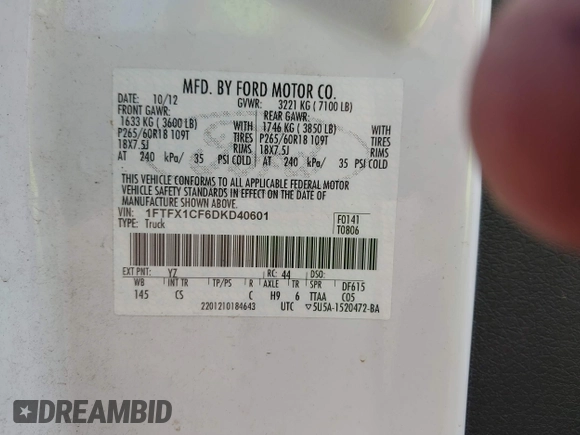 MFD. BY FORD MOTOR CO.
DATE: 10/12 GVWR: 3221 KG ( 7100 LB)
FRONT GAWR: REAR GAWR:
1633 KG ( 3600 LB) WITH 1746 KG ( 3850 LB) WITH
P265/60R18 109T TIRES P265/60R18 109T TIRES
18X7.5J RIMS 18X7.5J RIMS
AT 240 kPa/ 35 PSI COLD AT 240 kPa/ 35 PSI COLD
THIS VEHICLE CONFORMS TO ALL APPLICABLE FEDERAL MOTOR
VEHICLE SAFETY STANDARDS IN EFFECT ON THE DATE OF
MANUFACTURE SHOWN ABOVE.
VIN: 1FTFX1CF6DKD40601 F0141
TYPE: Truck T0806
EXT PNT: YZ RC: 44 DSO:
WB INT TR TP/PS R AXLE TR SPR DF615
145 CS C H9 6 TTAA C05
2201210184643 UTC ▽5U5A-1520472-BA
DREAMBID